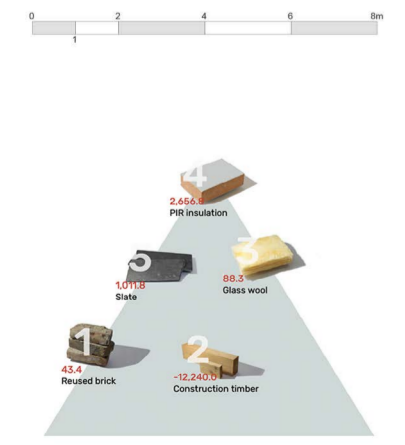 0 2 4 6 8m
1
4
2,656.8
PIR insulation
5
1,011.8
Slate
3
88.3
Glass wool
1
43.4
Reused brick
2
-12,240.0
Construction timber